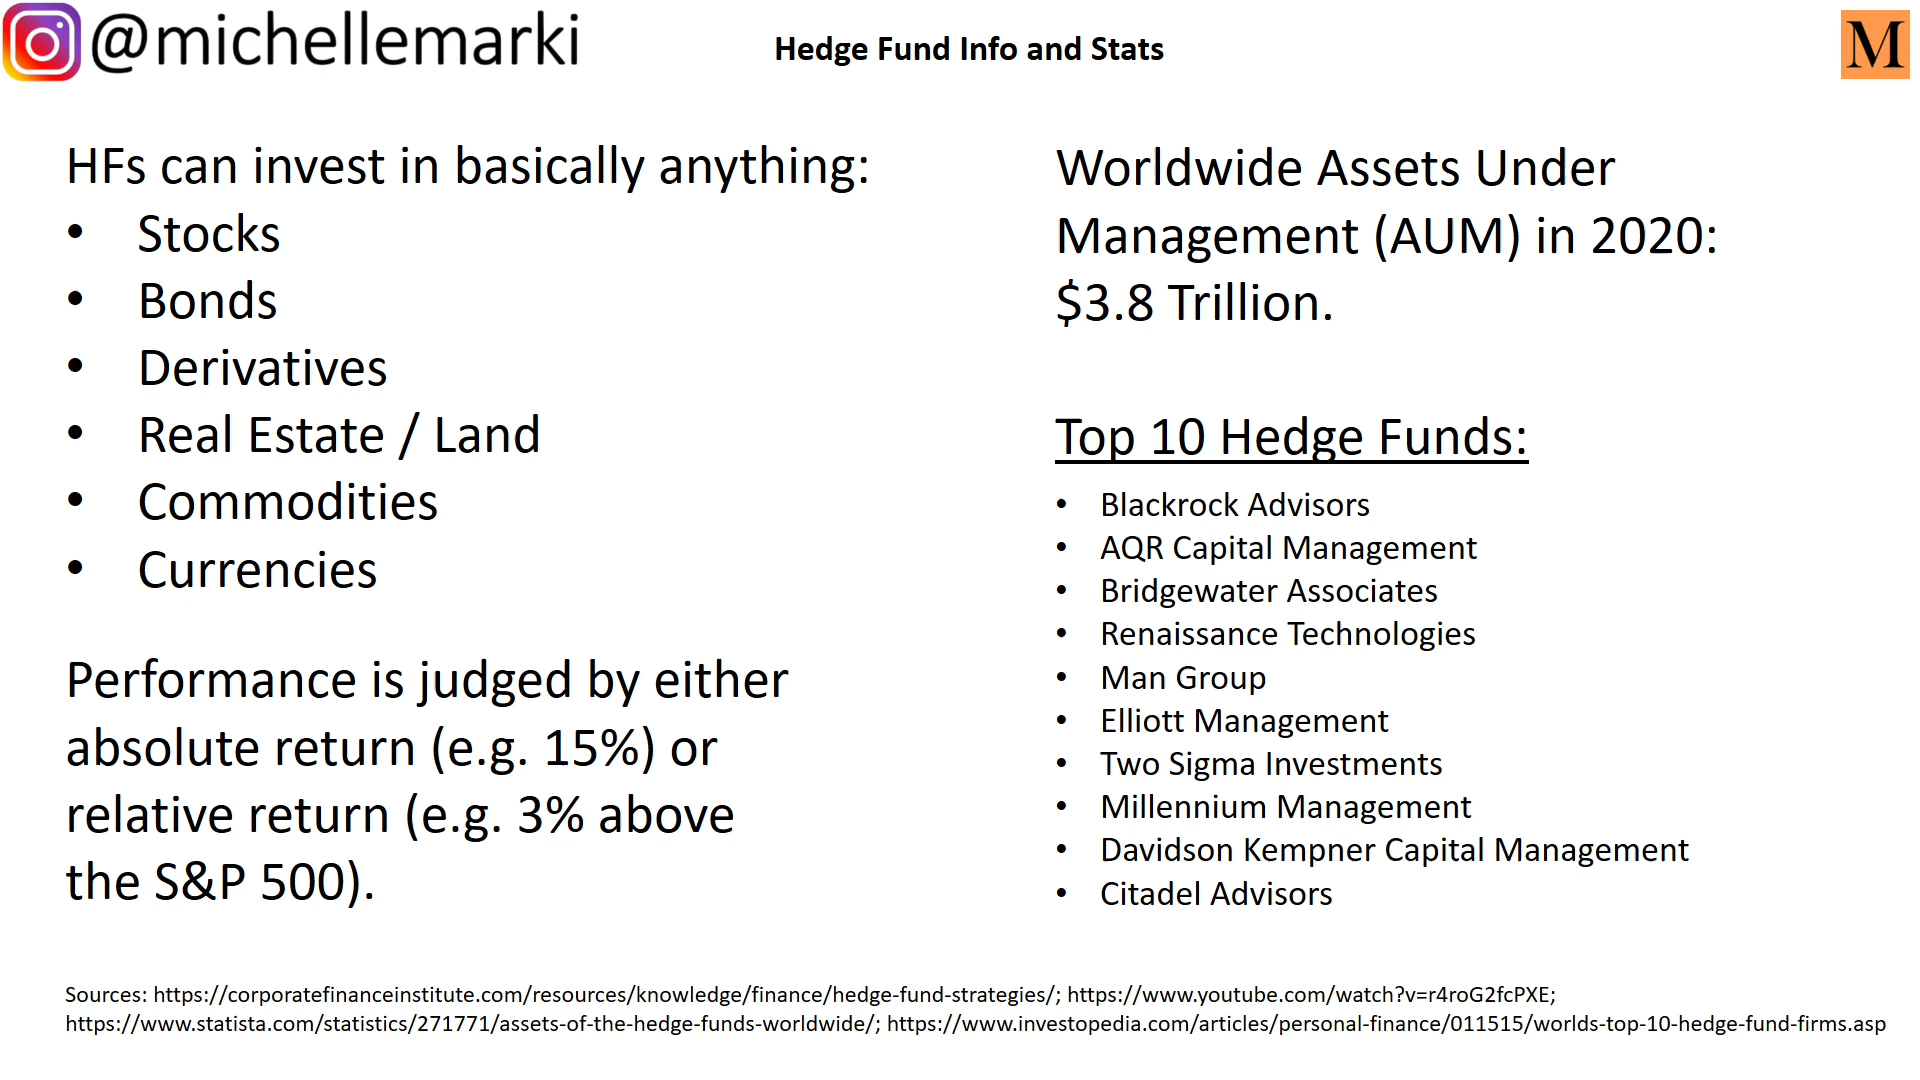 @michellemarki
Hedge Fund Info and Stats
M
HFs can invest in basically anything:
• Stocks
• Bonds
• Derivatives
• Real Estate / Land
• Commodities
• Currencies
Performance is judged by either
absolute return (e.g. 15%) or
relative return (e.g. 3% above
the S&P 500).
Worldwide Assets Under
Management (AUM) in 2020:
$3.8 Trillion.
Top 10 Hedge Funds:
• Blackrock Advisors
• AQR Capital Management
• Bridgewater Associates
• Renaissance Technologies
• Man Group
• Elliott Management
• Two Sigma Investments
• Millennium Management
• Davidson Kempner Capital Management
• Citadel Advisors
Sources: https://corporatefinanceinstitute.com/resources/knowledge/finance/hedge-fund-strategies/; https://www.youtube.com/watch?v=r4roG2fcPXE;
https://www.statista.com/statistics/271771/assets-of-the-hedge-funds-worldwide/; https://www.investopedia.com/articles/personal-finance/011515/worlds-top-10-hedge-fund-firms.asp